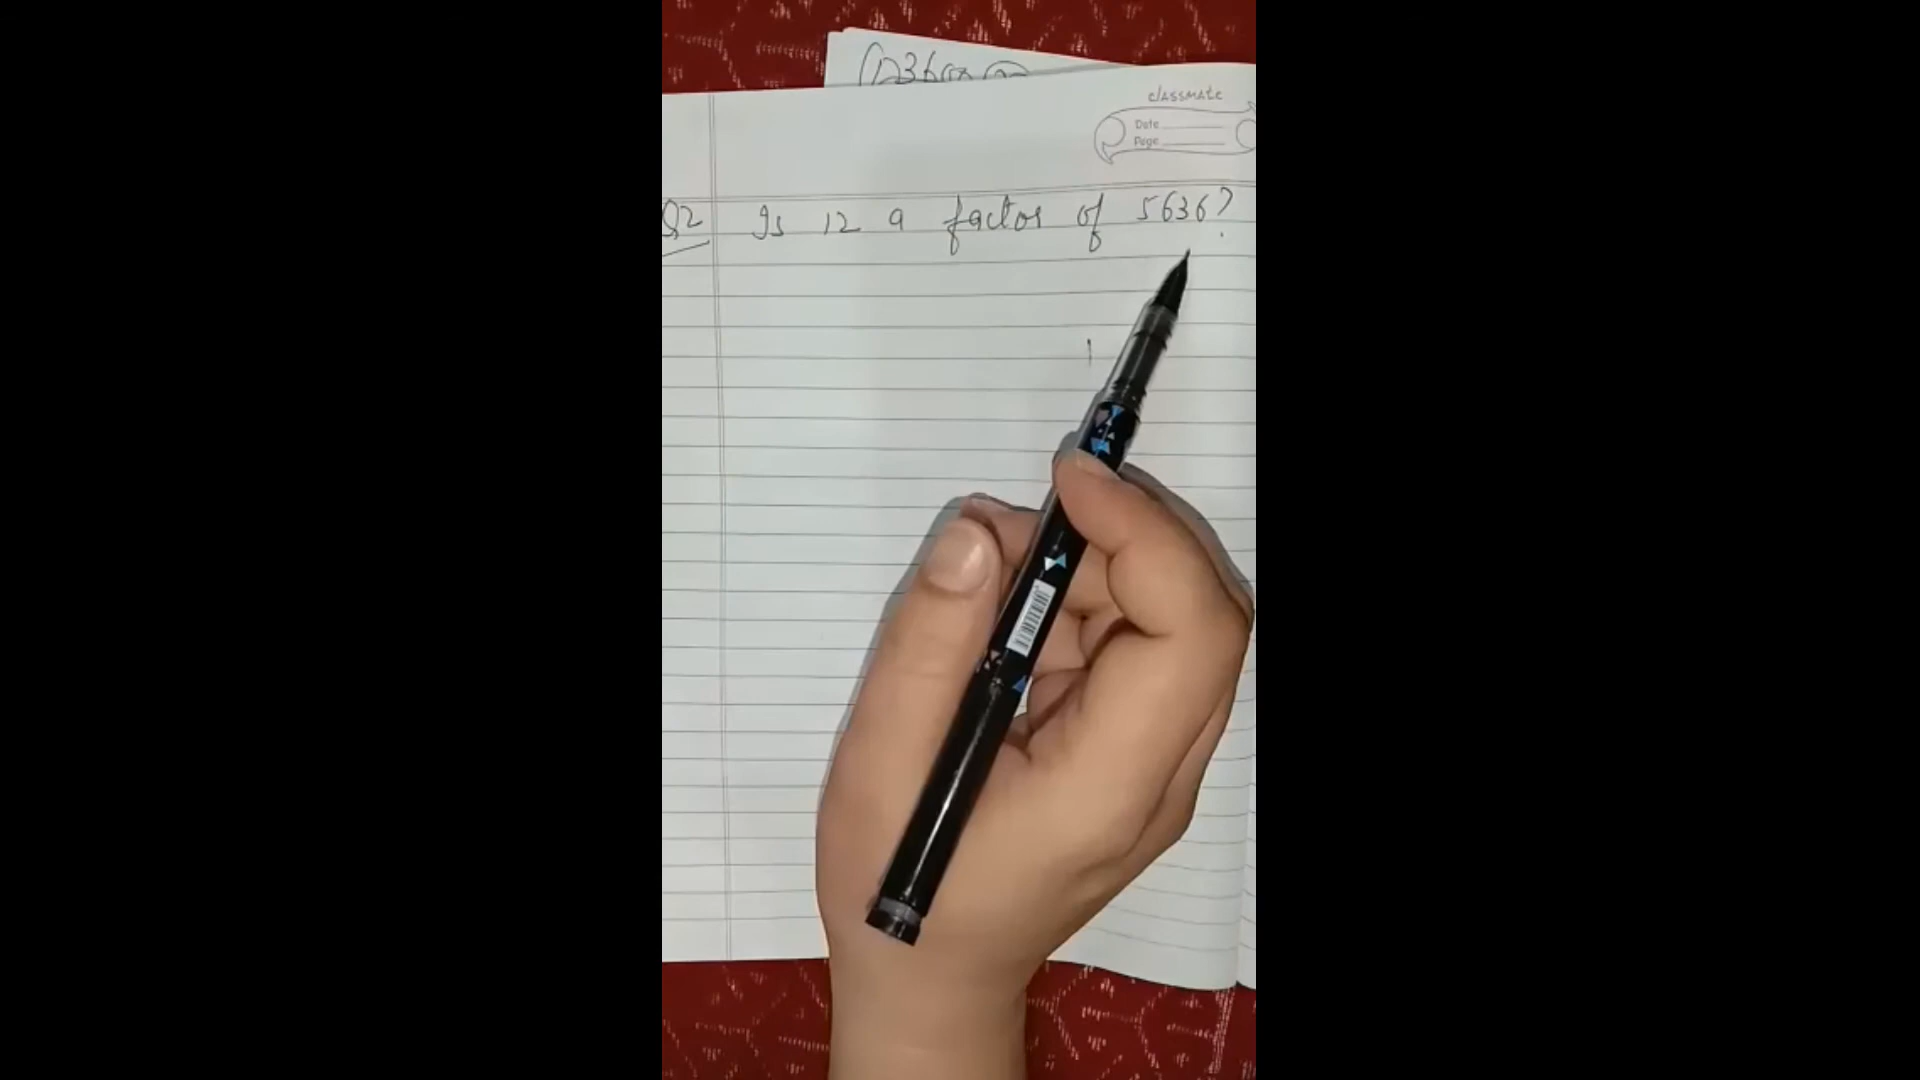 classmate
Date
Page
Q2 Is 12 a factor of 5636?